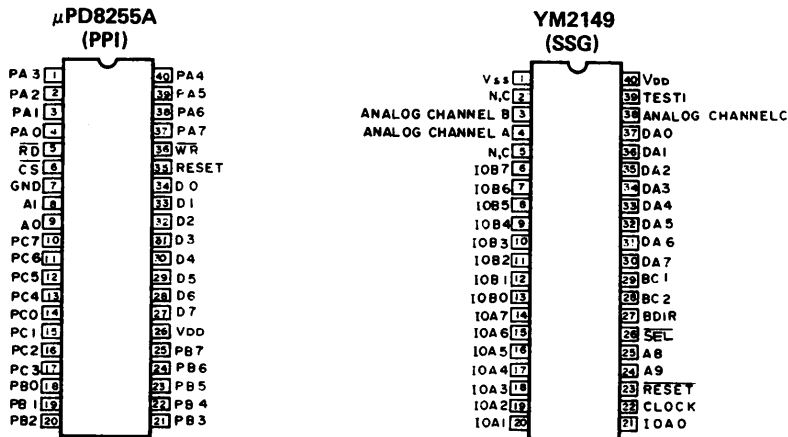 µPD8255A
(PPI)
PA3 1 40 PA4
PA2 2 39 PA5
PA1 3 38 PA6
PA0 4 37 PA7
RD 5 36 WR
CS 6 35 RESET
GND 7 34 D0
A1 8 33 D1
A0 9 32 D2
PC7 10 31 D3
PC6 11 30 D4
PC5 12 29 D5
PC4 13 28 D6
PC0 14 27 D7
PC1 15 26 VDD
PC2 16 25 PB7
PC3 17 24 PB6
PB0 18 23 PB5
PB1 19 22 PB4
PB2 20 21 PB3
YM2149
(SSG)
Vss 1 40 VDD
N,C 2 39 TEST1
ANALOG CHANNEL B 3 38 ANALOG CHANNELC
ANALOG CHANNEL A 4 37 DA0
N,C 5 36 DA1
IOB7 6 35 DA2
IOB6 7 34 DA3
IOB5 8 33 DA4
IOB4 9 32 DA5
IOB3 10 31 DA6
IOB2 11 30 DA7
IOB1 12 29 BC1
IOB0 13 28 BC2
IOA7 14 27 BDIR
IOA6 15 26 SEL
IOA5 16 25 A8
IOA4 17 24 A9
IOA3 18 23 RESET
IOA2 19 22 CLOCK
IOA1 20 21 IOA0